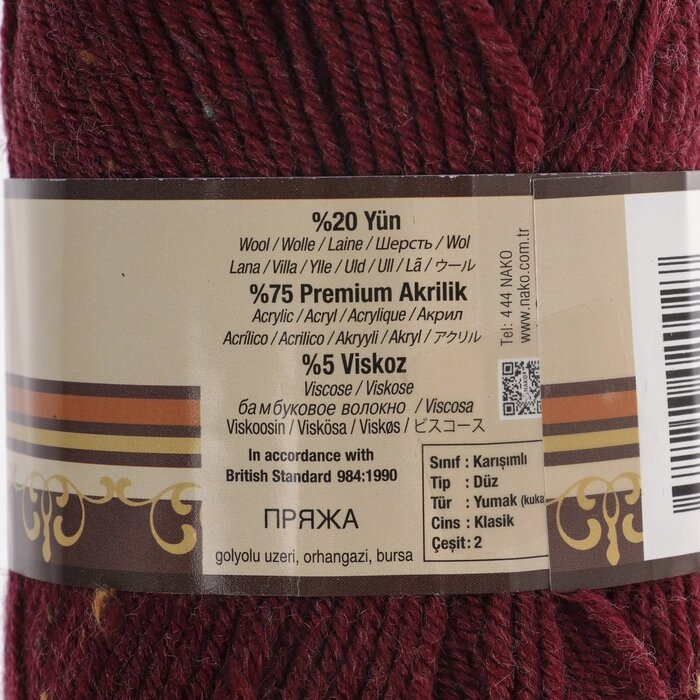 %20 Yün
Wool / Wolle / Laine / Шерсть / Wol
Lana / Villa / Ylle / Uld / Ull / Lã / ウール
%75 Premium Akrilik
Acrylic / Acryl / Acrylique / Акрил
Acrílico / Acrilico / Akryyli / Akryl / アクリル
%5 Viskoz
Viscose / Viskose
бамбуковое волокно / Viscosa
Viskoosin / Viskösa / Viskøs / ビスコース
In accordance with
British Standard 984:1990
ПРЯЖА
golyolu uzeri, orhangazi, bursa
Tel: 444 NAKO
www.nako.com.tr
Sınıf : Karışımlı
Tip : Düz
Tür : Yumak (kuka
Cins : Klasik
Çeşit : 2